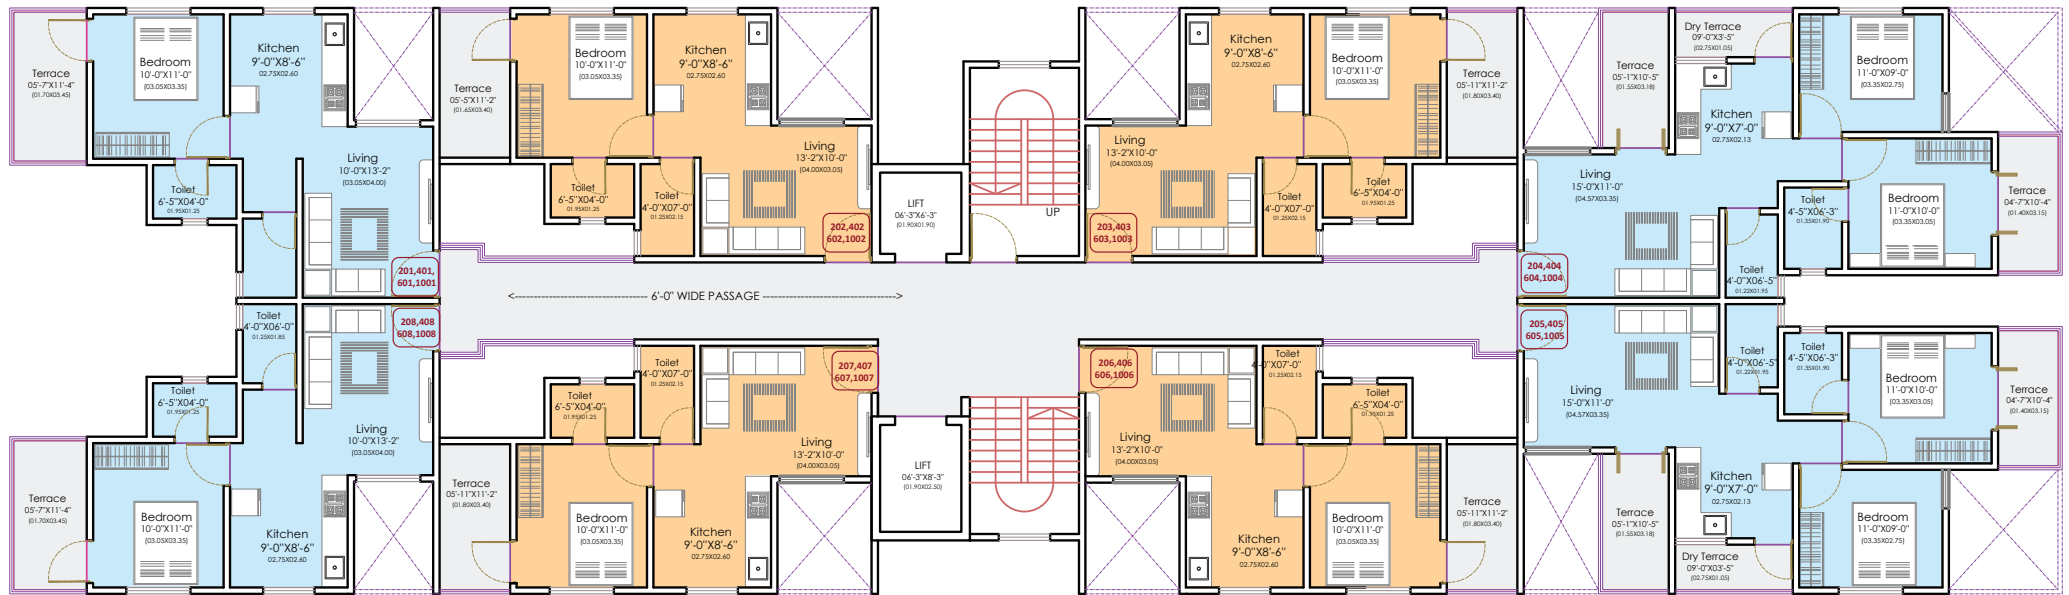 Terrace
05'-7"X11'-4"
(01.70X03.45)
Bedroom
10'-0"X11'-0"
(03.05X03.35)
Kitchen
9'-0"X8'-6"
02.75X02.60
Living
10'-0"X13'-2"
(03.05X04.00)
Toilet
6'-5"X04'-0"
01.95X01.25
201,401,
601,1001
Terrace
05'-5"X11'-2"
(01.65X03.40)
Bedroom
10'-0"X11'-0"
(03.05X03.35)
Kitchen
9'-0"X8'-6"
02.75X02.60
Living
13'-2"X10'-0"
(04.00X03.05)
Toilet
6'-5"X04'-0"
01.95X01.25
Toilet
4'-0"X07'-0"
01.25X02.15
202,402
602,1002
LIFT
06'-3"X6'-3"
(01.90X01.90)
UP
Kitchen
9'-0"X8'-6"
02.75X02.60
Bedroom
10'-0"X11'-0"
(03.05X03.35)
Terrace
05'-11"X11'-2"
(01.80X03.40)
Living
13'-2"X10'-0"
(04.00X03.05)
Toilet
4'-0"X07'-0"
01.25X02.15
Toilet
6'-5"X04'-0"
01.95X01.25
203,403
603,1003
Terrace
05'-1"X10'-5"
(01.55X03.18)
Dry Terrace
09'-0"X3'-5"
(02.75X01.05)
Kitchen
9'-0"X7'-0"
02.75X02.13
Bedroom
11'-0"X09'-0"
(03.35X02.75)
Living
15'-0"X11'-0"
(04.57X03.35)
Toilet
4'-5"X06'-3"
01.35X01.90
Bedroom
11'-0"X10'-0"
(03.35X03.05)
Terrace
04'-7"X10'-4"
(01.40X03.15)
Toilet
4'-0"X06'-5"
01.22X01.95
204,404
604,1004
<---------- 6'-0" WIDE PASSAGE ---------->
208,408
608,1008
Toilet
4'-0"X06'-0"
01.25X01.85
Toilet
6'-5"X04'-0"
01.95X01.25
Living
10'-0"X13'-2"
(03.05X04.00)
Terrace
05'-7"X11'-4"
(01.70X03.45)
Bedroom
10'-0"X11'-0"
(03.05X03.35)
Kitchen
9'-0"X8'-6"
02.75X02.60
207,407
607,1007
Toilet
4'-0"X07'-0"
01.25X02.15
Toilet
6'-5"X04'-0"
01.95X01.25
Living
13'-2"X10'-0"
(04.00X03.05)
Terrace
05'-11"X11'-2"
(01.80X03.40)
Bedroom
10'-0"X11'-0"
(03.05X03.35)
Kitchen
9'-0"X8'-6"
02.75X02.60
LIFT
06'-3"X8'-3"
(01.90X02.50)
206,406
606,1006
Toilet
4'-0"X07'-0"
01.25X02.15
Toilet
6'-5"X04'-0"
01.95X01.25
Living
13'-2"X10'-0"
(04.00X03.05)
Kitchen
9'-0"X8'-6"
02.75X02.60
Bedroom
10'-0"X11'-0"
(03.05X03.35)
Terrace
05'-11"X11'-2"
(01.80X03.40)
205,405
605,1005
Toilet
4'-0"X06'-5"
01.22X01.95
Toilet
4'-5"X06'-3"
01.35X01.90
Living
15'-0"X11'-0"
(04.57X03.35)
Bedroom
11'-0"X10'-0"
(03.35X03.05)
Terrace
04'-7"X10'-4"
(01.40X03.15)
Kitchen
9'-0"X7'-0"
02.75X02.13
Terrace
05'-1"X10'-5"
(01.55X03.18)
Dry Terrace
09'-0"X03'-5"
(02.75X01.05)
Bedroom
11'-0"X09'-0"
(03.35X02.75)